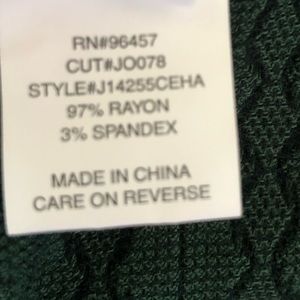 RN#96457
CUT#JO078
STYLE#J14255CEHA
97% RAYON
3% SPANDEX
MADE IN CHINA
CARE ON REVERSE